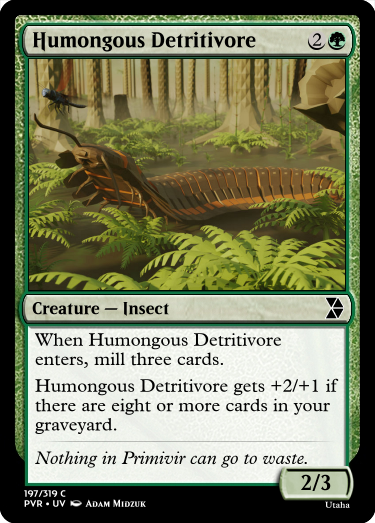 Humongous Detritivore 2
Creature — Insect
When Humongous Detritivore
enters, mill three cards.
Humongous Detritivore gets +2/+1 if
there are eight or more cards in your
graveyard.
Nothing in Primivir can go to waste.
2/3
197/319 C
PVR • UV Adam Midzuk
Utaha